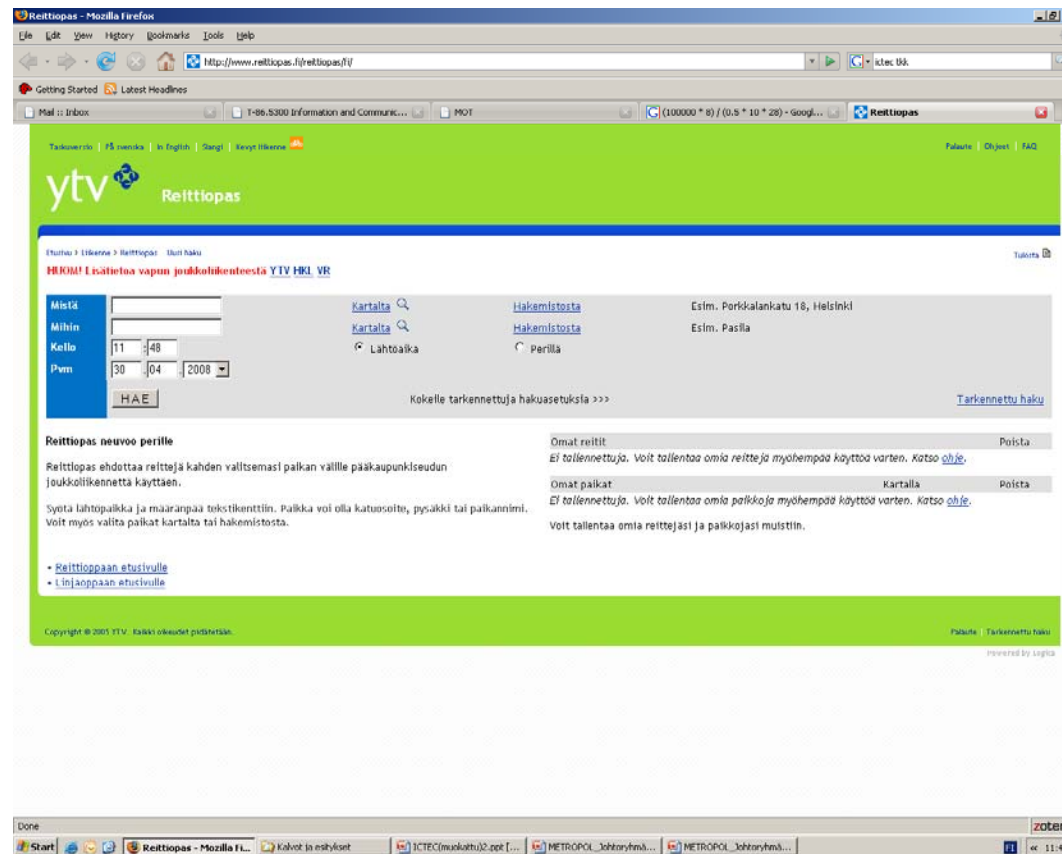 Reittiopas - Mozilla Firefox
File Edit View History Bookmarks Tools Help
http://www.reittiopas.fi/reittiopas/fi/ ictec tkk
Getting Started Latest Headlines
Mail :: Inbox T-86.5300 Information and Communic... MOT (100000 * 8) / (0.5 * 10 * 28) - Googl... Reittiopas
Taskuversio | På svenska | In English | Slangi | Kevyt liikenne Palaute | Ohjeet | FAQ
ytv Reittiopas
Etusivu > Liikenne > Reittiopas Uusi haku Tulosta
HUOM! Lisätietoa vapun joukkoliikenteestä YTV HKL VR
Mistä Kartalta Hakemistosta Esim. Porkkalankatu 18, Helsinki
Mihin Kartalta Hakemistosta Esim. Pasila
Kello 11 : 48 Lähtöaika Perillä
Pvm 30 . 04 . 2008
HAE Kokeile tarkennettuja hakuasetuksia >>> Tarkennettu haku
Reittiopas neuvoo perille
Reittiopas ehdottaa reittejä kahden valitsemasi paikan välille pääkaupunkiseudun
joukkoliikennettä käyttäen.
Syötä lähtöpaikka ja määränpää tekstikenttiin. Paikka voi olla katuosoite, pysäkki tai paikannimi.
Voit myös valita paikat kartalta tai hakemistosta.
• Reittioppaan etusivulle
• Linjaoppaan etusivulle
Omat reitit Poista
Ei tallennettuja. Voit tallentaa omia reittejä myöhempää käyttöä varten. Katso ohje.
Omat paikat Kartalla Poista
Ei tallennettuja. Voit tallentaa omia paikkoja myöhempää käyttöä varten. Katso ohje.
Voit tallentaa omia reittejäsi ja paikkojasi muistiin.
Copyright © 2005 YTV. Kaikki oikeudet pidätetään. Palaute | Tarkennettu haku
Powered by Logica
Done zote
Start Reittiopas - Mozilla Fi... Kalvot ja esitykset ICTEC(muokattu)2.ppt [... METROPOL_Johtoryhmä... METROPOL_Johtoryhmä... FI « 11:4